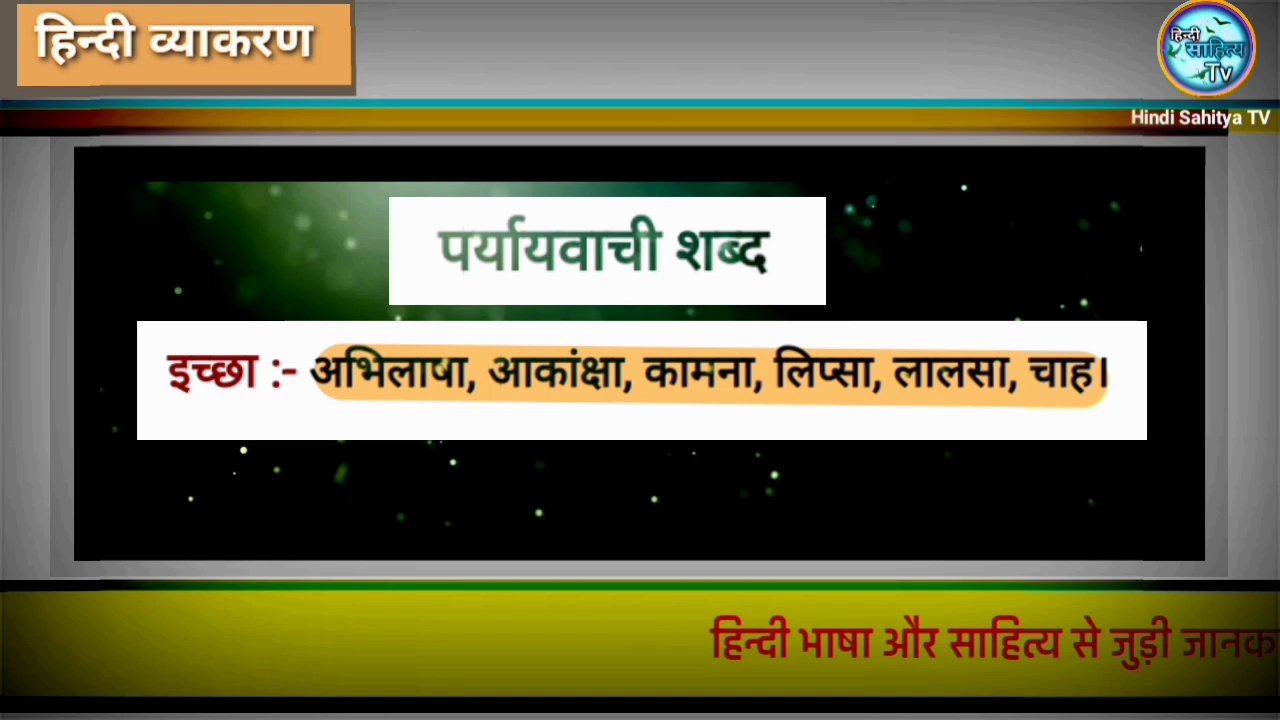 हिन्दी व्याकरण
हिन्दी
साहित्य
Tv
Hindi Sahitya TV
पर्यायवाची शब्द
इच्छा :- अभिलाषा, आकांक्षा, कामना, लिप्सा, लालसा, चाह।
हिन्दी भाषा और साहित्य से जुड़ी जानक